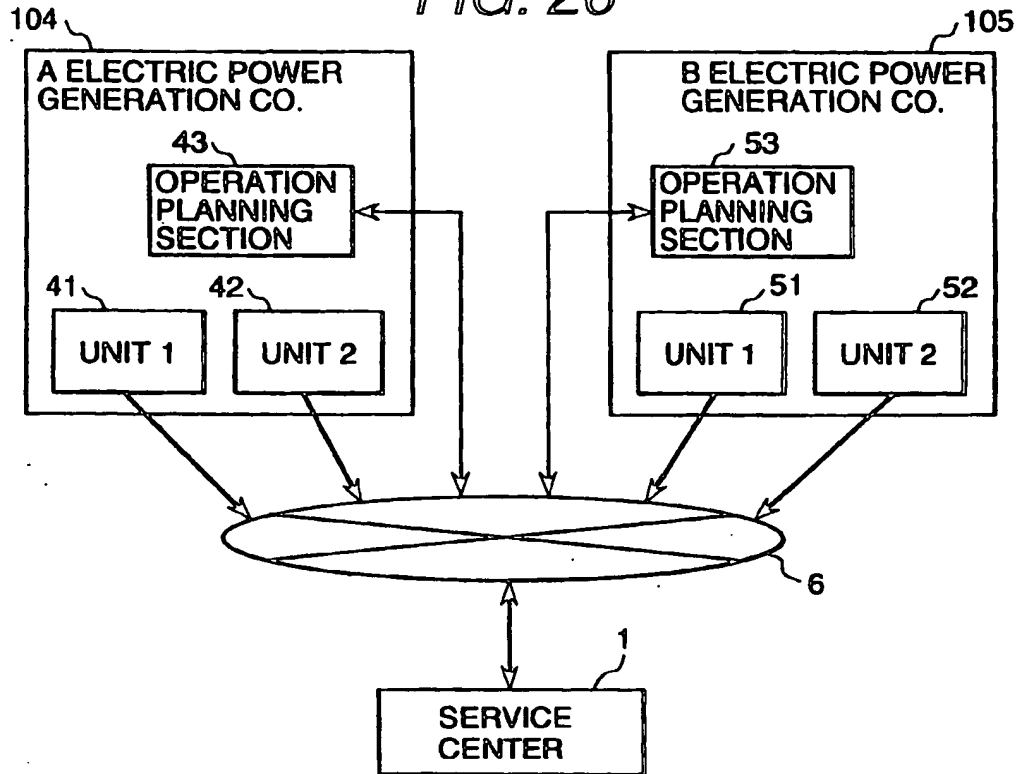 FIG.
104
105
A ELECTRIC POWER
GENERATION CO.
B ELECTRIC POWER
GENERATION CO.
43
OPERATION
PLANNING
SECTION
53
OPERATION
PLANNING
SECTION
41
UNIT 1
42
UNIT 2
51
UNIT 1
52
UNIT 2
6
1
SERVICE
CENTER